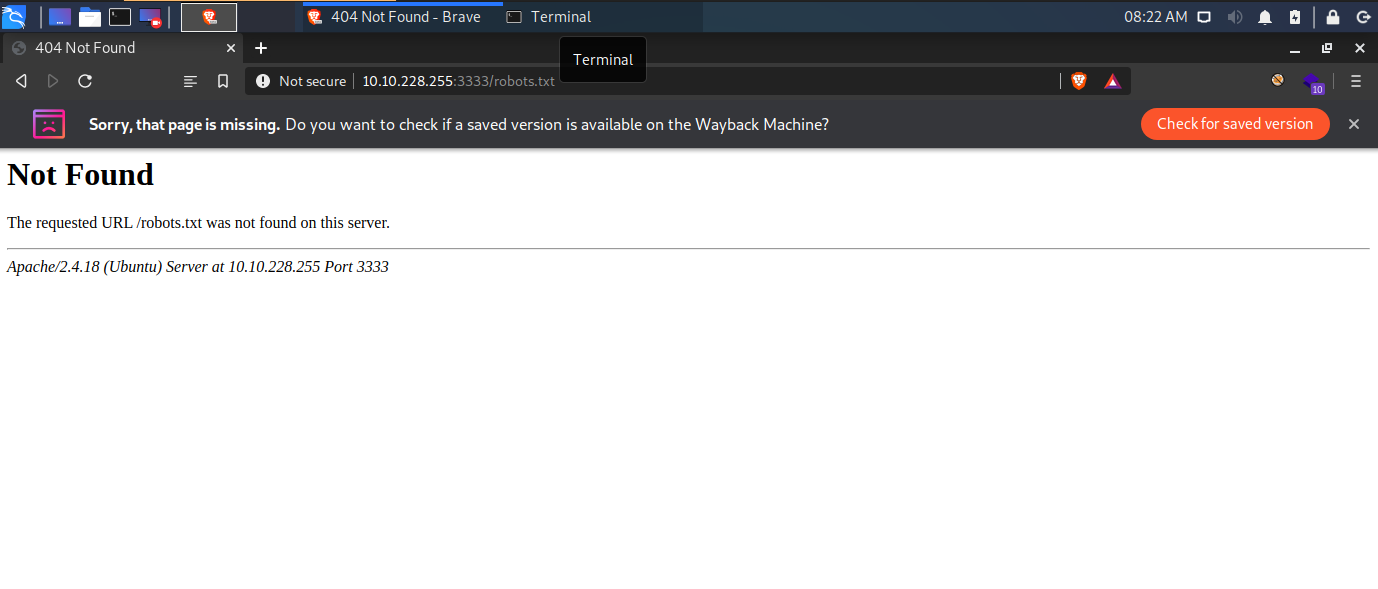 404 Not Found - Brave
Terminal
08:22 AM
404 Not Found
Terminal
Not secure
10.10.228.255:3333/robots.txt
10
Sorry, that page is missing. Do you want to check if a saved version is available on the Wayback Machine?
Check for saved version
Not Found
The requested URL /robots.txt was not found on this server.
Apache/2.4.18 (Ubuntu) Server at 10.10.228.255 Port 3333